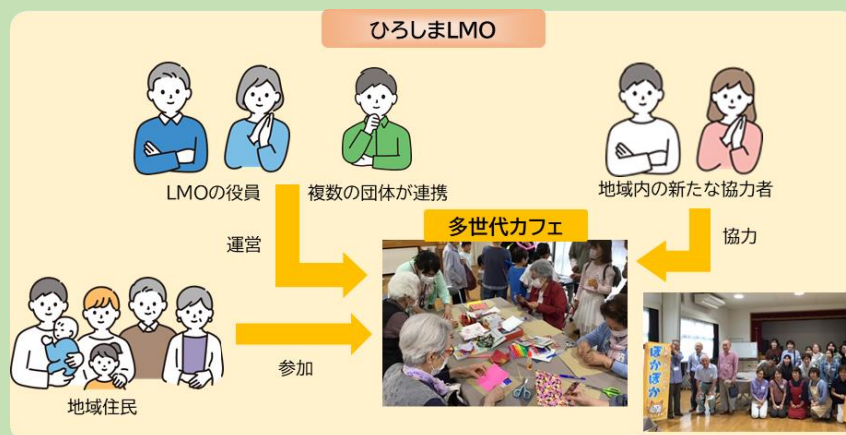 ひろしまLMO
LMOの役員
複数の団体が連携
地域内の新たな協力者
運営
多世代カフェ
協力
参加
地域住民
ぽかぽか